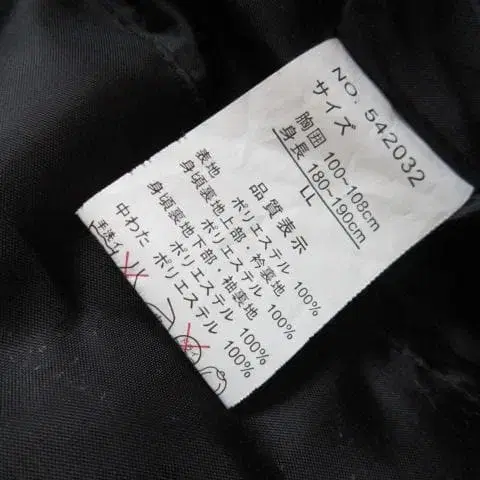 NO. 542032
サイズ
胸囲 100~108cm
身長 180~190cm
LL
品質表示
表地 ポリエステル 100%
身頃裏地上部・衿裏地
ポリエステル 100%
身頃裏地下部・袖裏地
ポリエステル 100%
中わた ポリエステル 100%
手洗イ